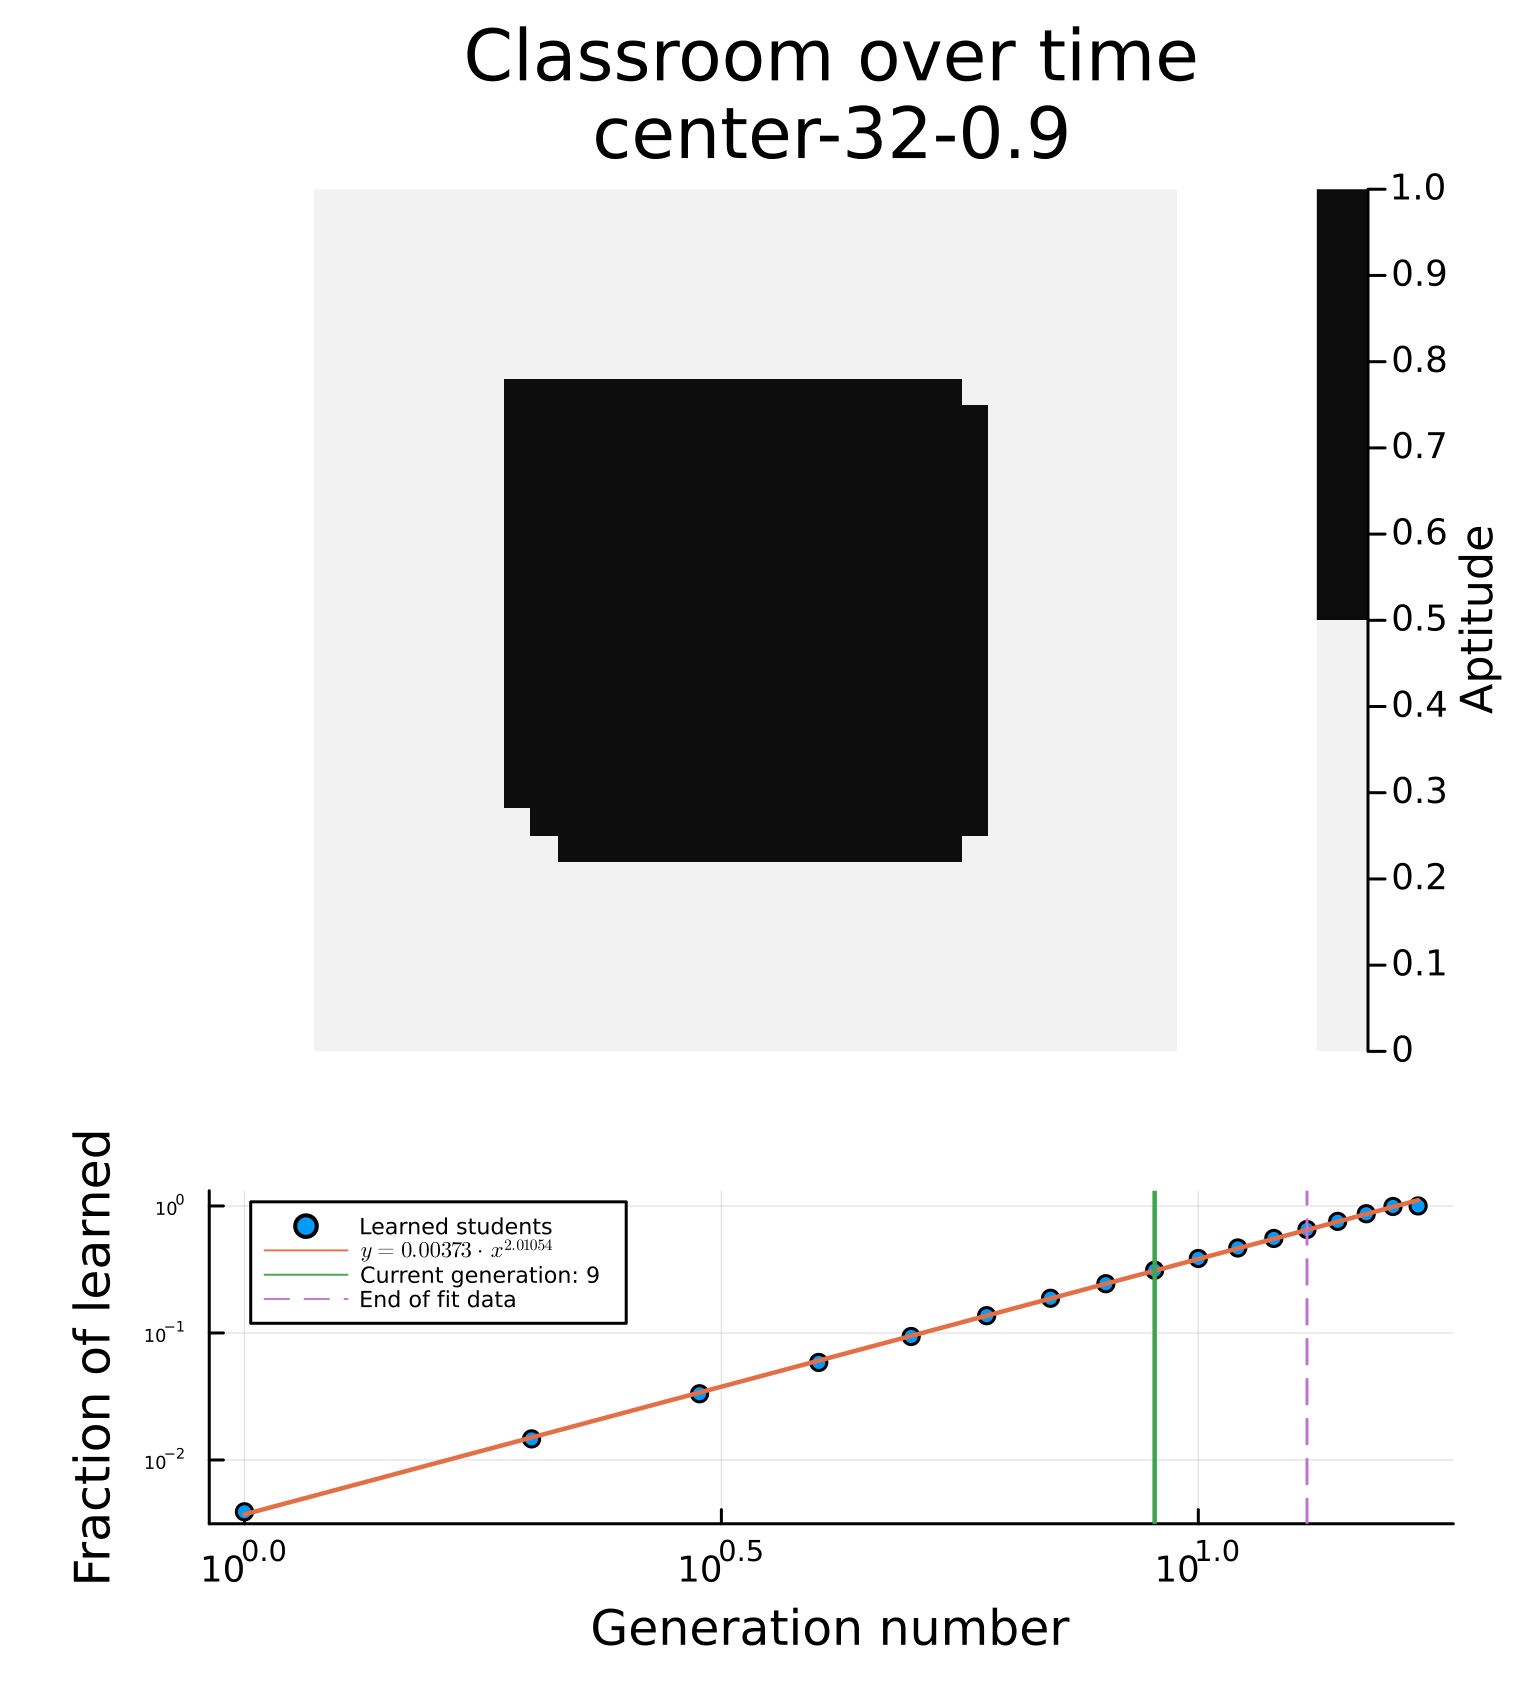 Classroom over time
center-32-0.9
1.0
0.9
0.8
0.7
0.6
0.5
0.4
0.3
0.2
0.1
0
Aptitude
Fraction of learned
10^0
10^−1
10^−2
Learned students
y = 0.00373 · x^2.01054
Current generation: 9
End of fit data
10^0.0
10^0.5
10^1.0
Generation number